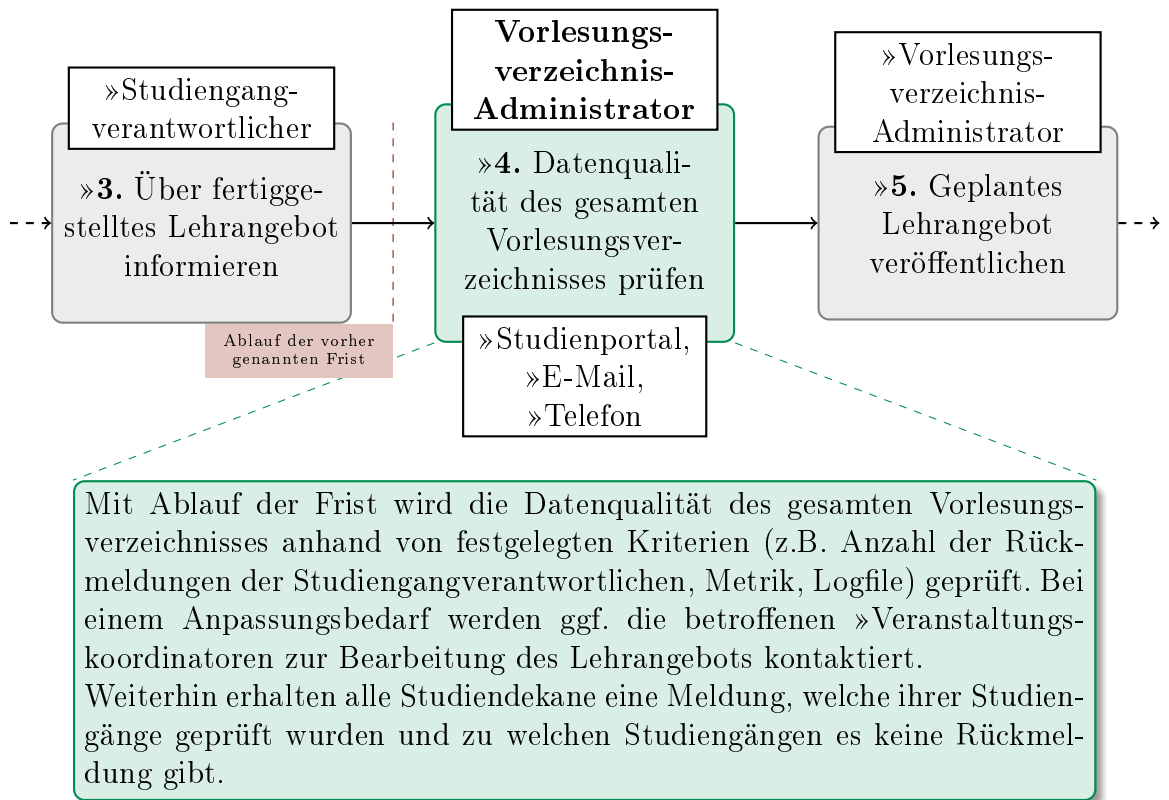 »Studiengang-
verantwortlicher
»3. Über fertigge-
stelltes Lehrangebot
informieren
Ablauf der vorher
genannten Frist
Vorlesungs-
verzeichnis-
Administrator
»4. Datenquali-
tät des gesamten
Vorlesungsver-
zeichnisses prüfen
»Studienportal,
»E-Mail,
»Telefon
»Vorlesungs-
verzeichnis-
Administrator
»5. Geplantes
Lehrangebot
veröffentlichen
Mit Ablauf der Frist wird die Datenqualität des gesamten Vorlesungs-
verzeichnisses anhand von festgelegten Kriterien (z.B. Anzahl der Rück-
meldungen der Studiengangverantwortlichen, Metrik, Logfile) geprüft. Bei
einem Anpassungsbedarf werden ggf. die betroffenen »Veranstaltungs-
koordinatoren zur Bearbeitung des Lehrangebots kontaktiert.
Weiterhin erhalten alle Studiendekane eine Meldung, welche ihrer Studien-
gänge geprüft wurden und zu welchen Studiengängen es keine Rückmel-
dung gibt.